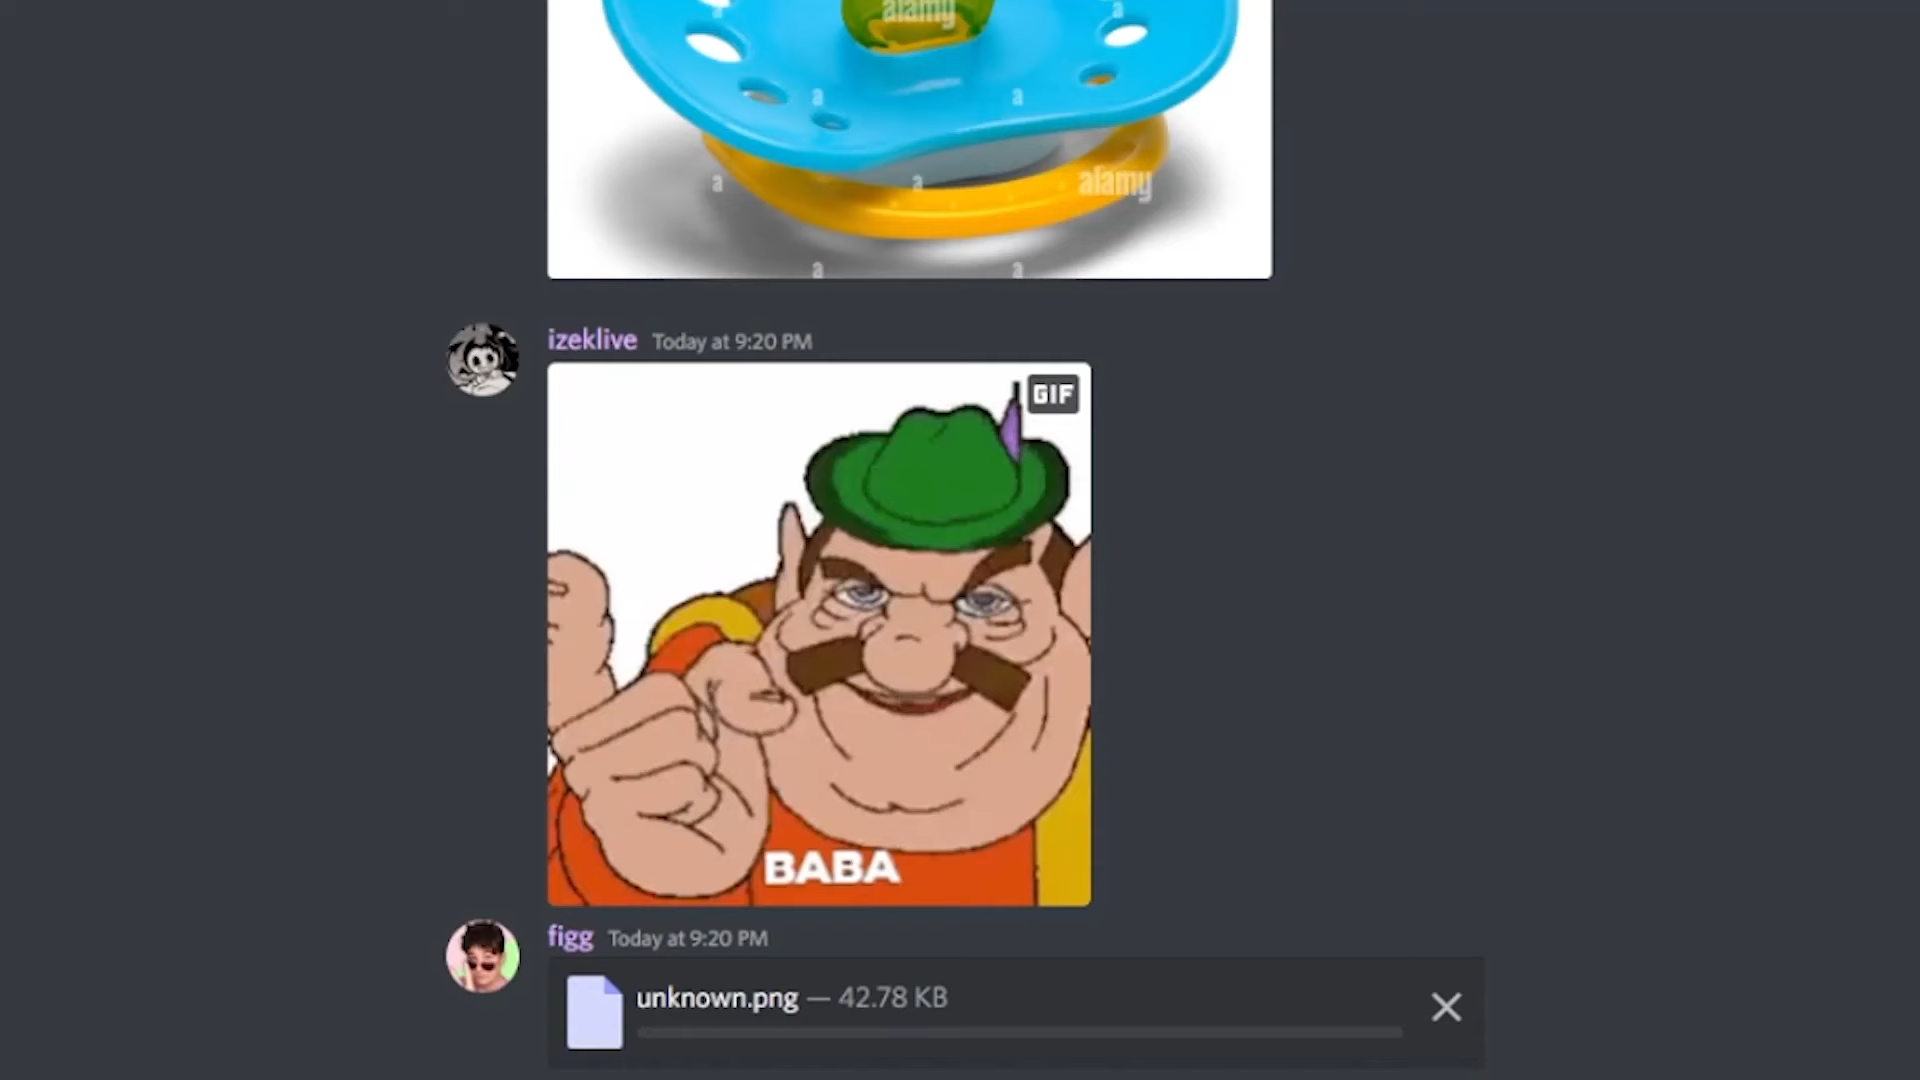 alamy
a
a a
a a alamy
a a
izeklive Today at 9:20 PM
GIF
BABA
figg Today at 9:20 PM
unknown.png — 42.78 KB